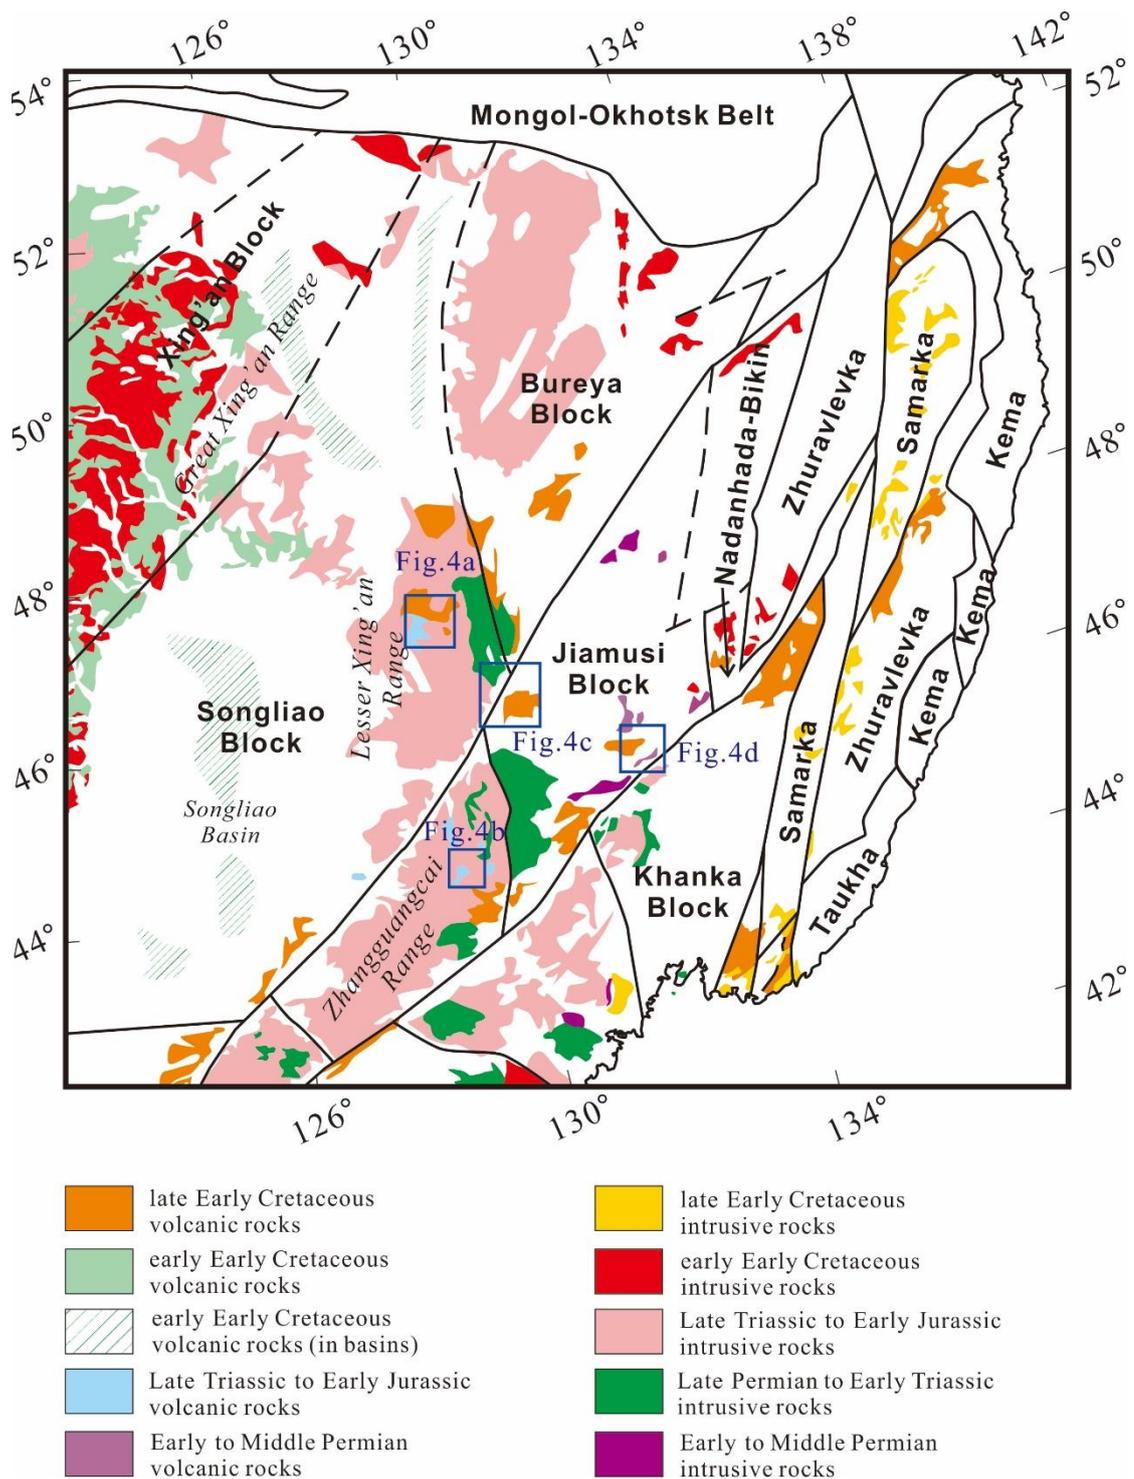 126°
130°
134°
138°
142°
54°
52°
50°
48°
46°
44°
52°
50°
48°
46°
44°
42°
126°
130°
134°
Mongol-Okhotsk Belt
Xing'an Block
Great Xing'an Range
Bureya
Block
Nadanhada-Bikin
Zhuravlevka
Samarka
Kema
Fig.4a
Lesser Xing'an
Range
Jiamusi
Block
Songliao
Block
Kema
Zhuravlevka
Kema
Fig.4c
Fig.4d
Samarka
Songliao
Basin
Fig.4b
Khanka
Block
Taukha
Zhangguangcai
Range
late Early Cretaceous
volcanic rocks
early Early Cretaceous
volcanic rocks
early Early Cretaceous
volcanic rocks (in basins)
Late Triassic to Early Jurassic
volcanic rocks
Early to Middle Permian
volcanic rocks
late Early Cretaceous
intrusive rocks
early Early Cretaceous
intrusive rocks
Late Triassic to Early Jurassic
intrusive rocks
Late Permian to Early Triassic
intrusive rocks
Early to Middle Permian
intrusive rocks